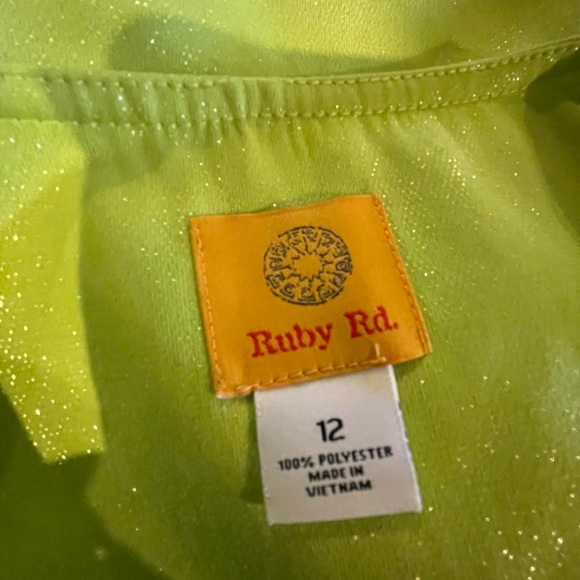 Ruby Rd.
12
100% POLYESTER
MADE IN
VIETNAM